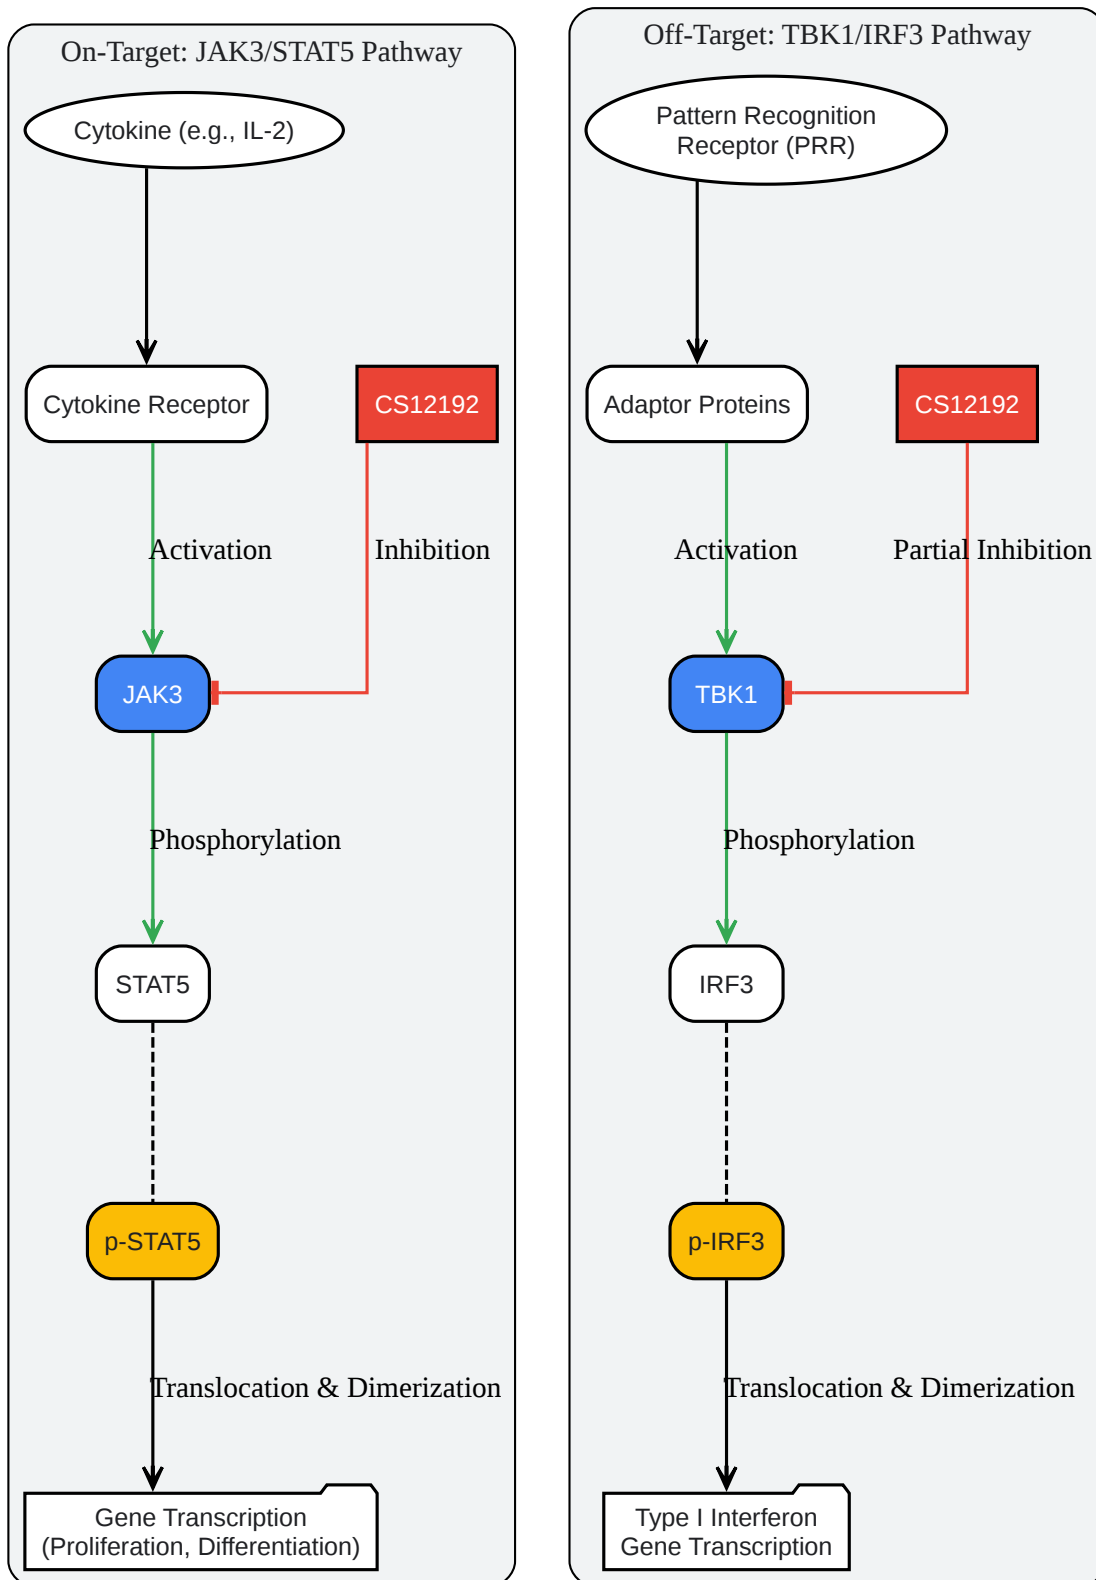 On-Target: JAK3/STAT5 Pathway
Cytokine (e.g., IL-2)
Cytokine Receptor
CS12192
Activation
Inhibition
JAK3
Phosphorylation
STAT5
p-STAT5
Translocation & Dimerization
Gene Transcription
(Proliferation, Differentiation)
Off-Target: TBK1/IRF3 Pathway
Pattern Recognition
Receptor (PRR)
Adaptor Proteins
CS12192
Activation
Partial Inhibition
TBK1
Phosphorylation
IRF3
p-IRF3
Translocation & Dimerization
Type I Interferon
Gene Transcription